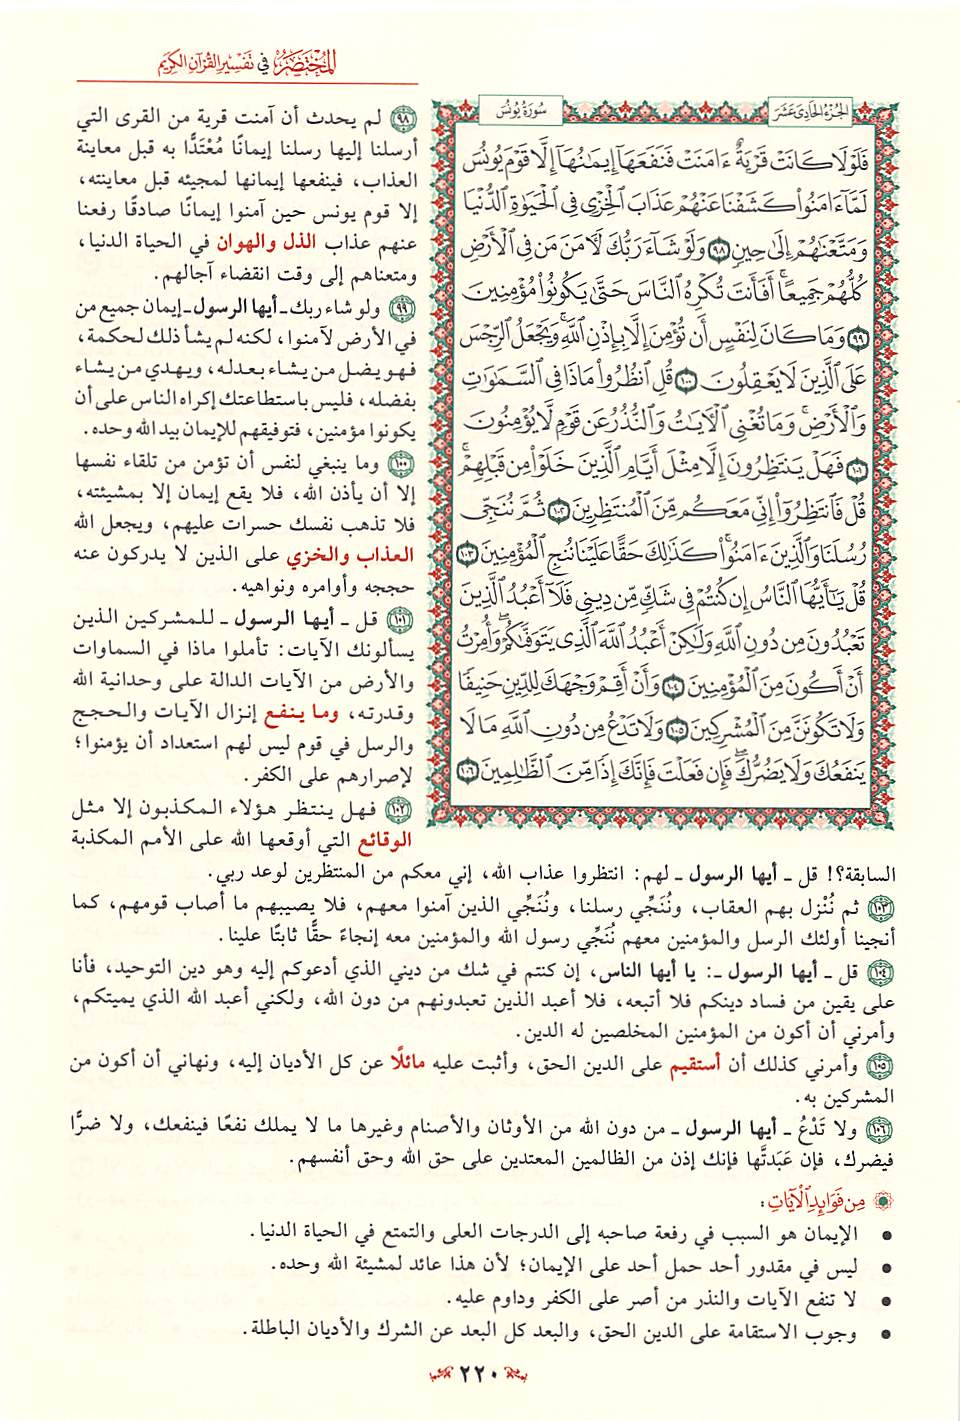 المختصر في تفسير القرآن الكريم
الجزء الحادي عشر
سورة يونس
فَلَوْلَا كَانَتْ قَرْيَةٌ ءَامَنَتْ فَنَفَعَهَآ إِيمَٰنُهَآ إِلَّا قَوْمَ يُونُسَ
لَمَّآ ءَامَنُوا۟ كَشَفْنَا عَنْهُمْ عَذَابَ ٱلْخِزْىِ فِى ٱلْحَيَوٰةِ ٱلدُّنْيَا
وَمَتَّعْنَٰهُمْ إِلَىٰ حِينٍ ٩٨ وَلَوْ شَآءَ رَبُّكَ لَءَامَنَ مَن فِى ٱلْأَرْضِ
كُلُّهُمْ جَمِيعًا ۚ أَفَأَنتَ تُكْرِهُ ٱلنَّاسَ حَتَّىٰ يَكُونُوا۟ مُؤْمِنِينَ
٩٩ وَمَا كَانَ لِنَفْسٍ أَن تُؤْمِنَ إِلَّا بِإِذْنِ ٱللَّهِ ۚ وَيَجْعَلُ ٱلرِّجْسَ
عَلَى ٱلَّذِينَ لَا يَعْقِلُونَ ١٠٠ قُلِ ٱنظُرُوا۟ مَاذَا فِى ٱلسَّمَٰوَٰتِ
وَٱلْأَرْضِ ۚ وَمَا تُغْنِى ٱلْءَايَٰتُ وَٱلنُّذُرُ عَن قَوْمٍ لَّا يُؤْمِنُونَ
١٠١ فَهَلْ يَنتَظِرُونَ إِلَّا مِثْلَ أَيَّامِ ٱلَّذِينَ خَلَوْا۟ مِن قَبْلِهِمْ ۚ
قُلْ فَٱنتَظِرُوٓا۟ إِنِّى مَعَكُم مِّنَ ٱلْمُنتَظِرِينَ ١٠٢ ثُمَّ نُنَجِّى
رُسُلَنَا وَٱلَّذِينَ ءَامَنُوا۟ ۚ كَذَٰلِكَ حَقًّا عَلَيْنَا نُنجِ ٱلْمُؤْمِنِينَ ١٠٣
قُلْ يَٰٓأَيُّهَا ٱلنَّاسُ إِن كُنتُمْ فِى شَكٍّ مِّن دِينِى فَلَآ أَعْبُدُ ٱلَّذِينَ
تَعْبُدُونَ مِن دُونِ ٱللَّهِ وَلَٰكِنْ أَعْبُدُ ٱللَّهَ ٱلَّذِى يَتَوَفَّىٰكُمْ ۖ وَأُمِرْتُ
أَنْ أَكُونَ مِنَ ٱلْمُؤْمِنِينَ ١٠٤ وَأَنْ أَقِمْ وَجْهَكَ لِلدِّينِ حَنِيفًا
وَلَا تَكُونَنَّ مِنَ ٱلْمُشْرِكِينَ ١٠٥ وَلَا تَدْعُ مِن دُونِ ٱللَّهِ مَا لَا
يَنفَعُكَ وَلَا يَضُرُّكَ ۖ فَإِن فَعَلْتَ فَإِنَّكَ إِذًا مِّنَ ٱلظَّٰلِمِينَ ١٠٦
٩٨ لم يحدث أن آمنت قرية من القرى التي
أرسلنا إليها رسلنا إيمانًا مُعْتَدًّا به قبل معاينة
العذاب، فينفعها إيمانها لمجيئه قبل معاينته،
إلا قوم يونس حين آمنوا إيمانًا صادقًا رفعنا
عنهم عذاب الذل والهوان في الحياة الدنيا،
ومتعناهم إلى وقت انقضاء آجالهم.
٩٩ ولو شاء ربك ـ أيها الرسول ـ إيمان جميع من
في الأرض لآمنوا، لكنه لم يشأ ذلك لحكمة،
فهو يضل من يشاء بعدله، ويهدي من يشاء
بفضله، فليس باستطاعتك إكراه الناس على أن
يكونوا مؤمنين، فتوفيقهم للإيمان بيد الله وحده.
١٠٠ وما ينبغي لنفس أن تؤمن من تلقاء نفسها
إلا أن يأذن الله، فلا يقع إيمان إلا بمشيئته،
فلا تذهب نفسك حسرات عليهم، ويجعل الله
العذاب والخزي على الذين لا يدركون عنه
حججه وأوامره ونواهيه.
١٠١ قل ـ أيها الرسول ـ للمشركين الذين
يسألونك الآيات: تأملوا ماذا في السماوات
والأرض من الآيات الدالة على وحدانية الله
وقدرته، وما ينفع إنزال الآيات والحجج
والرسل في قوم ليس لهم استعداد أن يؤمنوا؛
لإصرارهم على الكفر.
١٠٢ فهل ينتظر هؤلاء المكذبون إلا مثل
الوقائع التي أوقعها الله على الأمم المكذبة
السابقة؟! قل ـ أيها الرسول ـ لهم: انتظروا عذاب الله، إني معكم من المنتظرين لوعد ربي.
١٠٣ ثم نُنْزل بهم العقاب، ونُنَجِّي رسلنا، ونُنَجِّي الذين آمنوا معهم، فلا يصيبهم ما أصاب قومهم، كما
أنجينا أولئك الرسل والمؤمنين معهم نُنَجِّي رسول الله والمؤمنين معه إنجاءً حقًّا ثابتًا علينا.
١٠٤ قل ـ أيها الرسول ـ: يا أيها الناس، إن كنتم في شك من ديني الذي أدعوكم إليه وهو دين التوحيد، فأنا
على يقين من فساد دينكم فلا أتبعه، فلا أعبد الذين تعبدونهم من دون الله، ولكني أعبد الله الذي يميتكم،
وأمرني أن أكون من المؤمنين المخلصين له الدين.
١٠٥ وأمرني كذلك أن أستقيم على الدين الحق، وأثبت عليه مائلًا عن كل الأديان إليه، ونهاني أن أكون من
المشركين به.
١٠٦ ولا تَدْعُ ـ أيها الرسول ـ من دون الله من الأوثان والأصنام وغيرها ما لا يملك نفعًا فينفعك، ولا ضرًّا
فيضرك، فإن عَبَدتَّها فإنك إذن من الظالمين المعتدين على حق الله وحق أنفسهم.
من فوائد الآيات:
• الإيمان هو السبب في رفعة صاحبه إلى الدرجات العلى والتمتع في الحياة الدنيا.
• ليس في مقدور أحد حمل أحد على الإيمان؛ لأن هذا عائد لمشيئة الله وحده.
• لا تنفع الآيات والنذر من أصر على الكفر وداوم عليه.
• وجوب الاستقامة على الدين الحق، والبعد كل البعد عن الشرك والأديان الباطلة.
٢٢٠